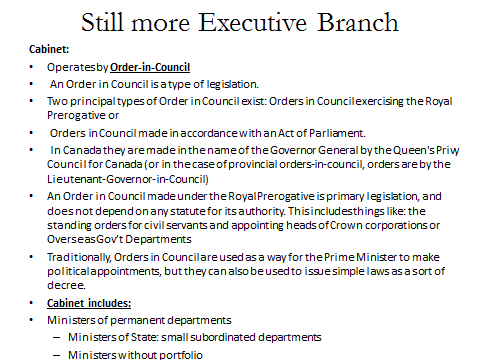 Still more Executive Branch
Cabinet:
• Operates by Order-in-Council
• An Order in Council is a type of legislation.
• Two principal types of Order in Council exist: Orders in Council exercising the Royal
Prerogative or
• Orders in Council made in accordance with an Act of Parliament.
• In Canada they are made in the name of the Governor General by the Queen's Privy
Council for Canada (or in the case of provincial orders-in-council, orders are by the
Lieutenant-Governor-in-Council)
• An Order in Council made under the Royal Prerogative is primary legislation, and
does not depend on any statute for its authority. This includes things like: the
standing orders for civil servants and appointing heads of Crown corporations or
Overseas Gov't Departments
• Traditionally, Orders in Council are used as a way for the Prime Minister to make
political appointments, but they can also be used to issue simple laws as a sort of
decree.
• Cabinet includes:
• Ministers of permanent departments
– Ministers of State: small subordinated departments
– Ministers without portfolio